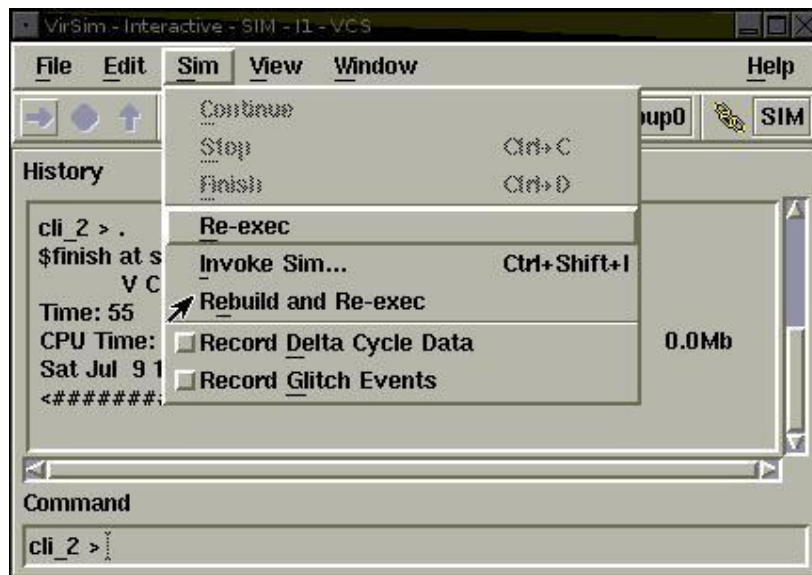 VirSim - Interactive - SIM - I1 - VCS
File Edit Sim View Window Help
Continue
up0 SIM
Stop Ctrl+C
History
Finish Ctrl+D
cli_2 > .
Re-exec
$finish at s
Invoke Sim... Ctrl+Shift+I
V C
Time: 55
Rebuild and Re-exec
CPU Time: 0.0Mb
Record Delta Cycle Data
Sat Jul 9 1
Record Glitch Events
<########
Command
cli_2 >